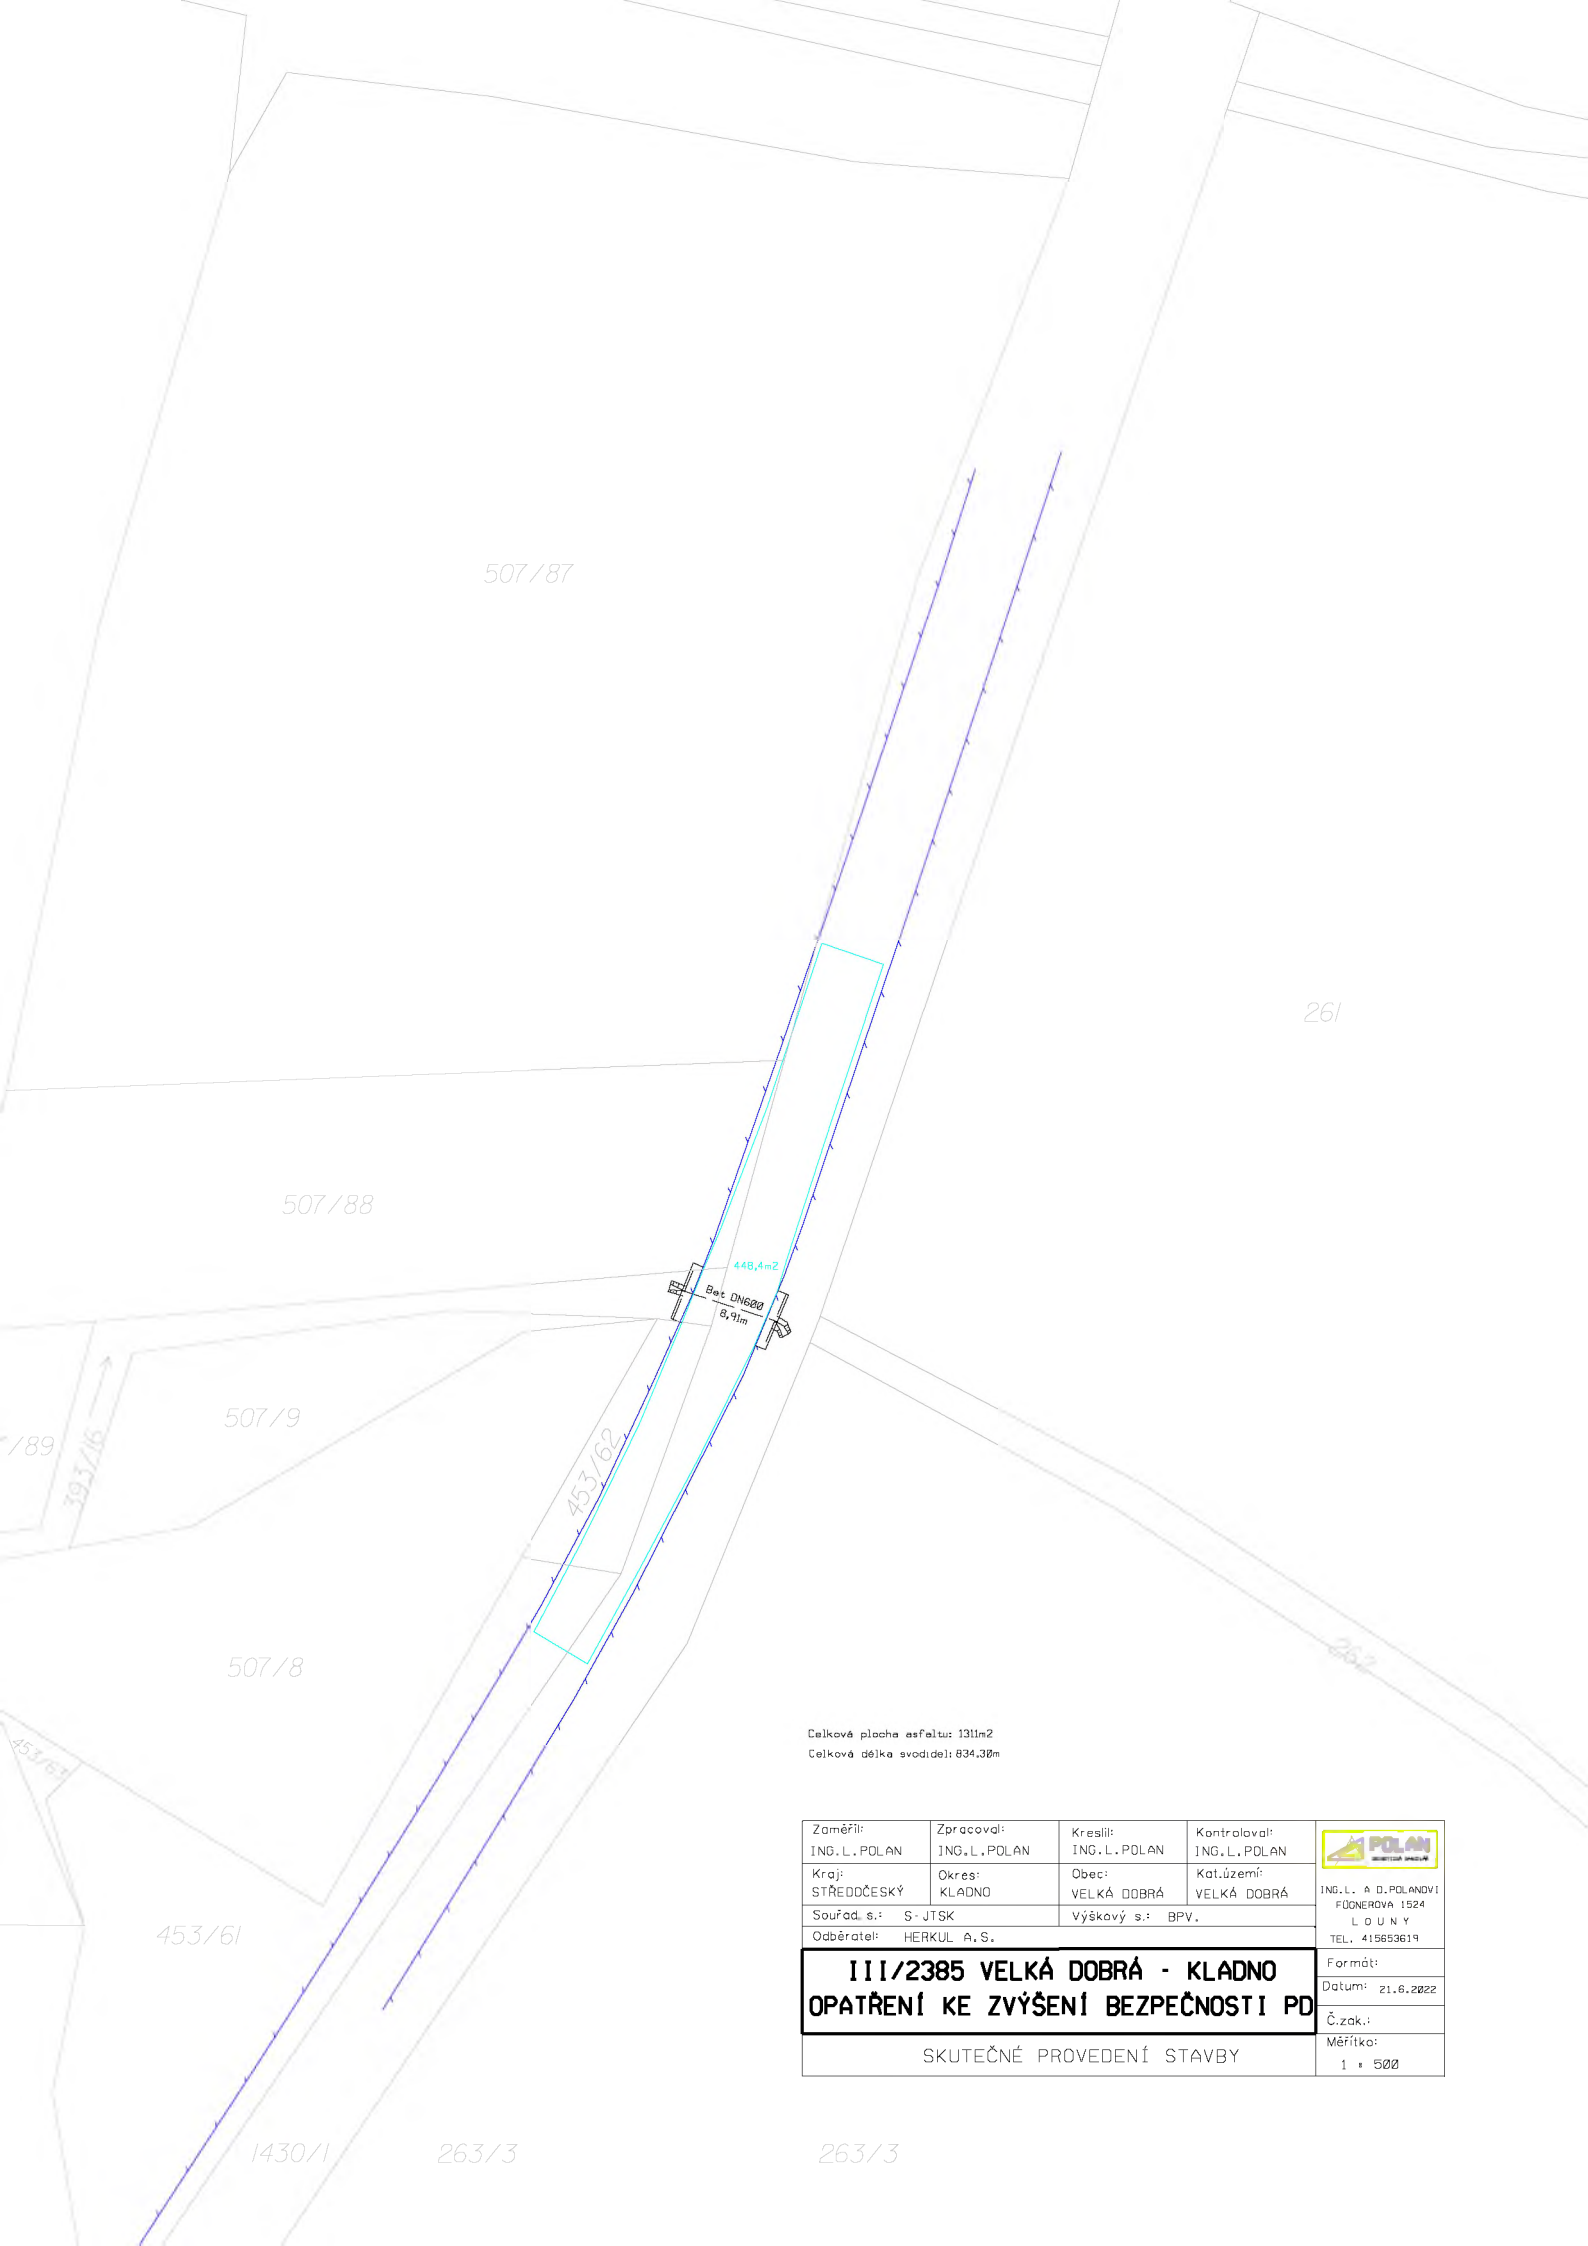 507/87
261
507/88
448,4m2
Bet DN600
8,91m
507/9
/89
393/16
453/62
262
507/8
453/63
453/61
Celková plocha asfaltu: 1311m2
Celková délka svodidel: 834.30m
Zaměřil: Zpracoval: Kreslil: Kontroloval:
ING.L.POLAN ING.L.POLAN ING.L.POLAN ING.L.POLAN
POLAN
Kraj: Okres: Obec: Kat.území:
STŘEDOČESKÝ KLADNO VELKÁ DOBRÁ VELKÁ DOBRÁ
ING.L. A D.POLANOVI
FÜGNEROVA 1524
LOUNY
TEL. 415653619
Souřad. s.: S-JTSK Výškový s.: BPV.
Odběratel: HERKUL A.S.
III/2385 VELKÁ DOBRÁ - KLADNO
OPATŘENÍ KE ZVÝŠENÍ BEZPEČNOSTI PD
Formát:
Datum: 21.6.2022
Č.zak.:
SKUTEČNÉ PROVEDENÍ STAVBY
Měřítko:
1 : 500
1430/1
263/3
263/3